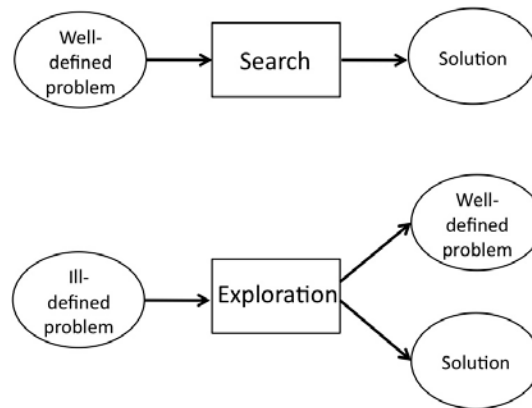 Well-
defined
problem
Search
Solution
Well-
defined
problem
Ill-
defined
problem
Exploration
Solution